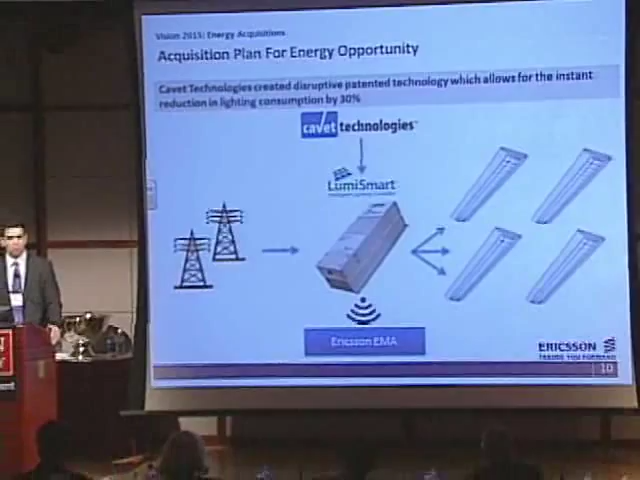 Vision 2015: Energy Acquisitions
Acquisition Plan For Energy Opportunity
Cavet Technologies created disruptive patented technology which allows for the instant
reduction in lighting consumption by 30%
cavet technologies
LumiSmart
Ericsson EMA
ERICSSON
TAKING YOU FORWARD
10